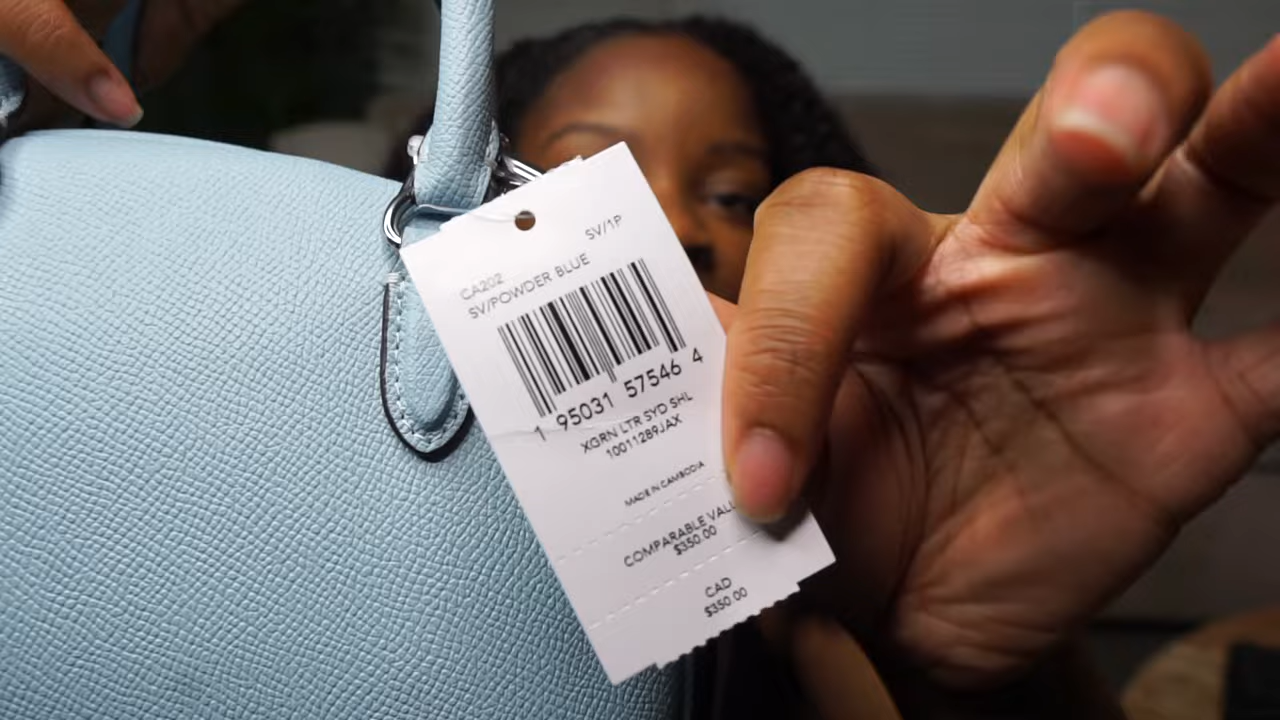 SV/1P
CA202
SV/POWDER BLUE
1 95031 57546 4
XGRN LTR SYD SHL
10011289JAX
MADE IN CAMBODIA
COMPARABLE
$350.00
CAD
$350.00